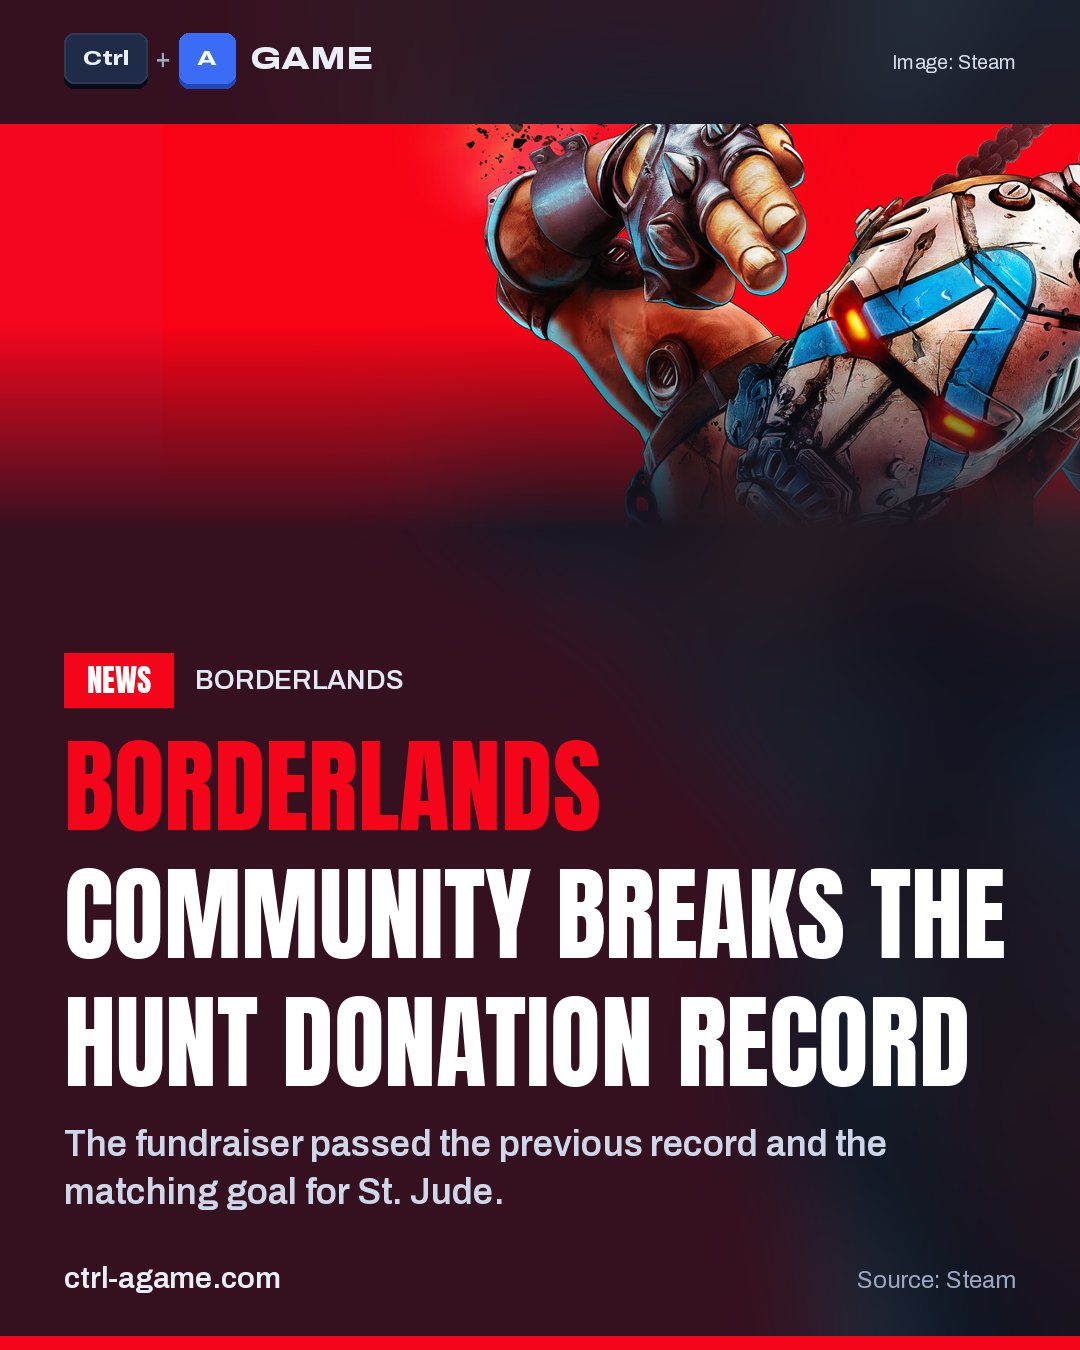 Ctrl + A GAME
Image: Steam
NEWS BORDERLANDS
BORDERLANDS
COMMUNITY BREAKS THE
HUNT DONATION RECORD
The fundraiser passed the previous record and the
matching goal for St. Jude.
ctrl-agame.com
Source: Steam